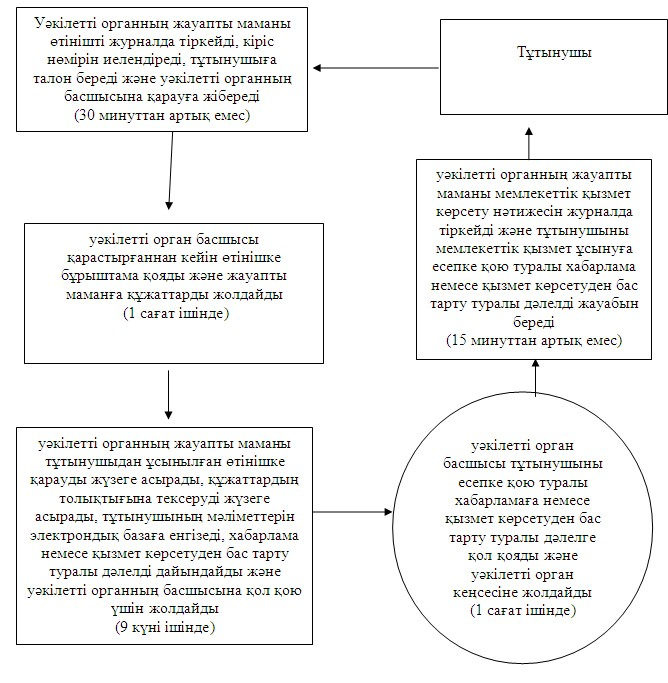 Уәкілетті органның жауапты маманы
өтінішті журналда тіркейді, кіріс
нөмірін иелендіреді, тұтынушыға
талон береді және уәкілетті органның
басшысына қарауға жібереді
(30 минуттан артық емес)
Тұтынушы
уәкілетті орган басшысы
қарастырғаннан кейін өтінішке
бұрыштама қояды және жауапты
маманға құжаттарды жолдайды
(1 сағат ішінде)
уәкілетті органның жауапты
маманы мемлекеттік қызмет
көрсету нәтижесін журналда
тіркейді және тұтынушыны
мемлекеттік қызмет ұсынуға
есепке қою туралы хабарлама
немесе қызмет көрсетуден бас
тарту туралы дәлелді жауабын
береді
(15 минуттан артық емес)
уәкілетті органның жауапты маманы
тұтынушыдан ұсынылған өтінішке
қарауды жүзеге асырады, құжаттардың
толықтығына тексеруді жүзеге
асырады, тұтынушының мәліметтерін
электрондық базаға енгізеді, хабарлама
немесе қызмет көрсетуден бас тарту
туралы дәлелді дайындайды және
уәкілетті органның басшысына қол қою
үшін жолдайды
(9 күні ішінде)
уәкілетті орган
басшысы тұтынушыны
есепке қою туралы
хабарламаға немесе
қызмет көрсетуден бас
тарту туралы дәлелге
қол қояды және
уәкілетті орган
кеңсесіне жолдайды
(1 сағат ішінде)